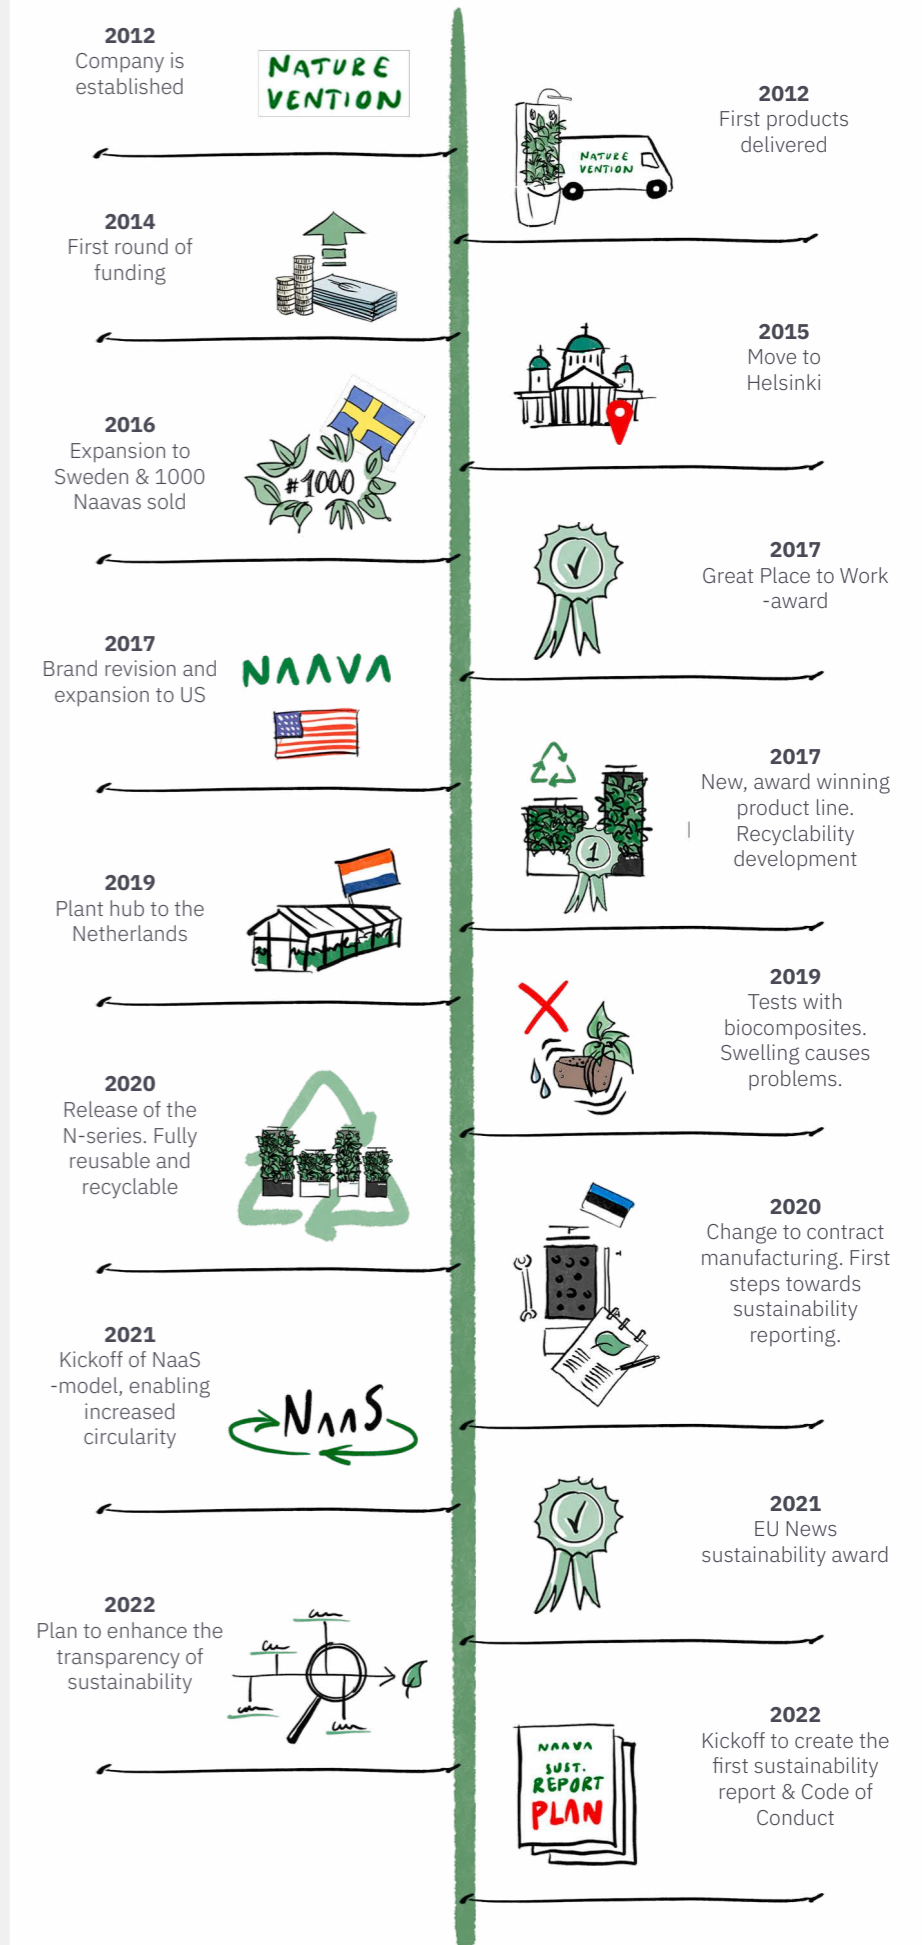 2012
Company is
established
NATURE
VENTION
2012
First products
delivered
NATURE
VENTION
2014
First round of
funding
2015
Move to
Helsinki
2016
Expansion to
Sweden & 1000
Naavas sold
#1000
2017
Great Place to Work
-award
2017
Brand revision and
expansion to US
NAAVA
2017
New, award winning
product line.
Recyclability
development
1
2019
Plant hub to the
Netherlands
2019
Tests with
biocomposites.
Swelling causes
problems.
2020
Release of the
N-series. Fully
reusable and
recyclable
2020
Change to contract
manufacturing. First
steps towards
sustainability
reporting.
2021
Kickoff of NaaS
-model, enabling
increased
circularity
NAAS
2021
EU News
sustainability award
2022
Plan to enhance the
transparency of
sustainability
2022
Kickoff to create the
first sustainability
report & Code of
Conduct
NAAVA
SUST.
REPORT
PLAN